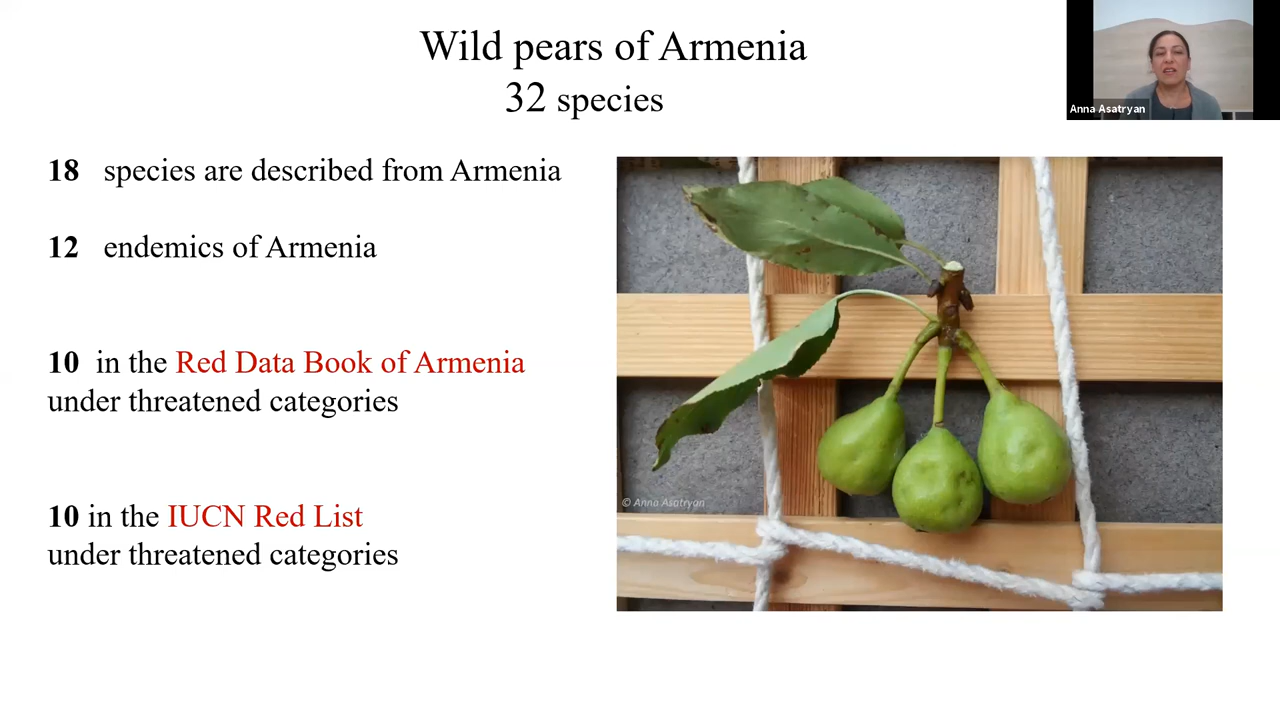 Wild pears of Armenia
32 species
Anna Asatryan
18 species are described from Armenia
12 endemics of Armenia
10 in the Red Data Book of Armenia
under threatened categories
10 in the IUCN Red List
under threatened categories
© Anna Asatryan